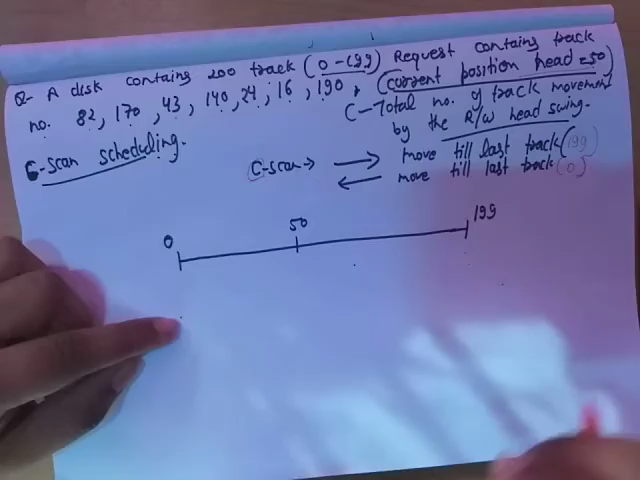 Q- A disk contains 200 track (0-199) Request contains track
no. 82, 170, 43, 140, 24, 16, 190, (current position head = 50)
C-Total no. of track movement
by the R/W head swing.
C-scan scheduling.
C-scan → → move till last track (199)
← move till last track (0)
0 50 199